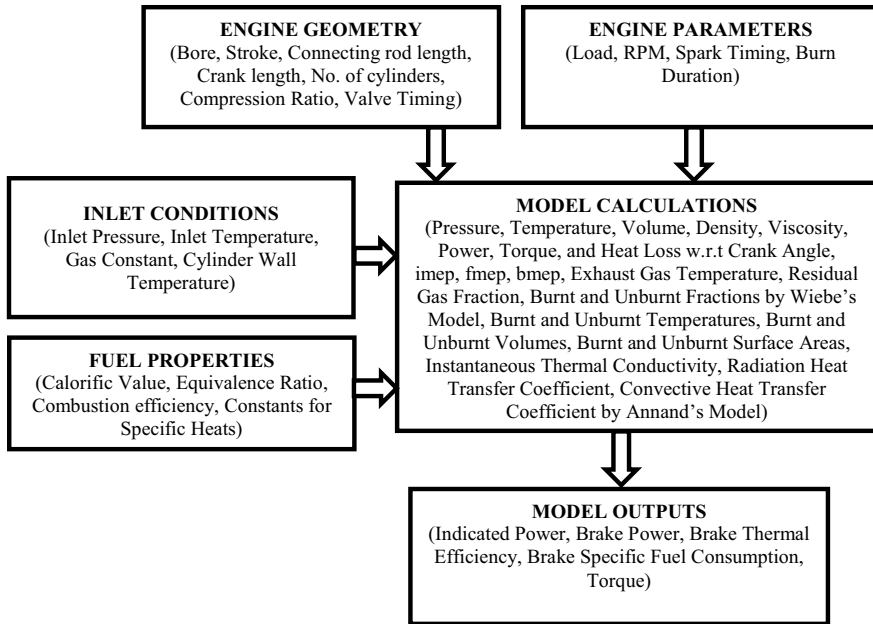 ENGINE GEOMETRY
(Bore, Stroke, Connecting rod length,
Crank length, No. of cylinders,
Compression Ratio, Valve Timing)
ENGINE PARAMETERS
(Load, RPM, Spark Timing, Burn
Duration)
INLET CONDITIONS
(Inlet Pressure, Inlet Temperature,
Gas Constant, Cylinder Wall
Temperature)
FUEL PROPERTIES
(Calorific Value, Equivalence Ratio,
Combustion efficiency, Constants for
Specific Heats)
MODEL CALCULATIONS
(Pressure, Temperature, Volume, Density, Viscosity,
Power, Torque, and Heat Loss w.r.t Crank Angle,
imep, fmep, bmep, Exhaust Gas Temperature, Residual
Gas Fraction, Burnt and Unburnt Fractions by Wiebe's
Model, Burnt and Unburnt Temperatures, Burnt and
Unburnt Volumes, Burnt and Unburnt Surface Areas,
Instantaneous Thermal Conductivity, Radiation Heat
Transfer Coefficient, Convective Heat Transfer
Coefficient by Annand's Model)
MODEL OUTPUTS
(Indicated Power, Brake Power, Brake Thermal
Efficiency, Brake Specific Fuel Consumption,
Torque)